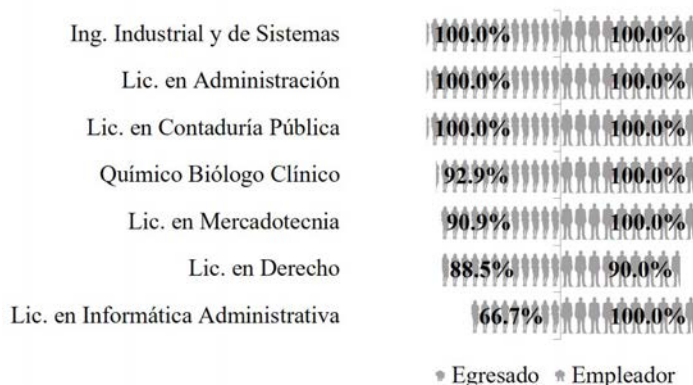 Ing. Industrial y de Sistemas 100.0% 100.0%
Lic. en Administración 100.0% 100.0%
Lic. en Contaduría Pública 100.0% 100.0%
Químico Biólogo Clínico 92.9% 100.0%
Lic. en Mercadotecnia 90.9% 100.0%
Lic. en Derecho 88.5% 90.0%
Lic. en Informática Administrativa 66.7% 100.0%
Egresado Empleador